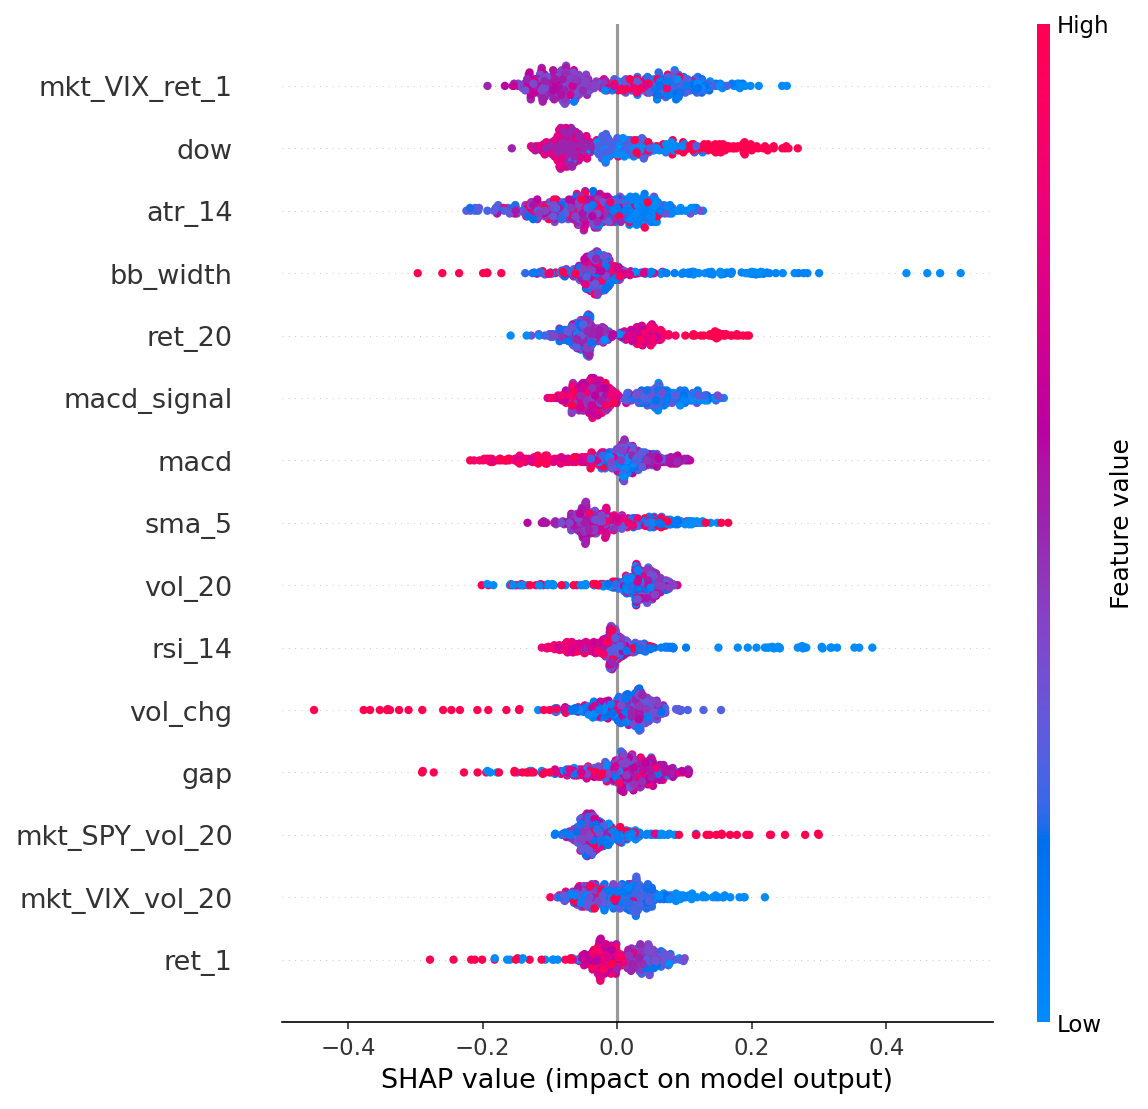 High
mkt_VIX_ret_1
dow
atr_14
bb_width
ret_20
macd_signal
macd
sma_5
vol_20
rsi_14
vol_chg
gap
mkt_SPY_vol_20
mkt_VIX_vol_20
ret_1
Feature value
Low
−0.4 −0.2 0.0 0.2 0.4
SHAP value (impact on model output)